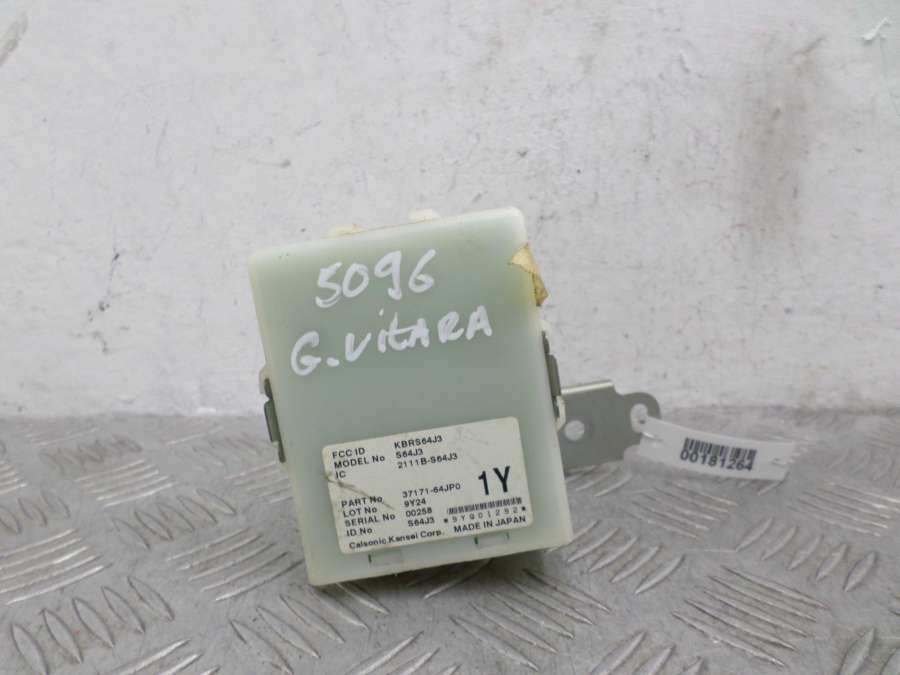 5096
G.VitARA
FCC ID KBRS64J3
MODEL No S64J3
IC 2111B-S64J3
PART No 37171-64JP0 1Y
LOT No 9Y24
SERIAL No 00258
ID No S64J3 *9YG01292*
Calsonic Kansei Corp. MADE IN JAPAN
00181264